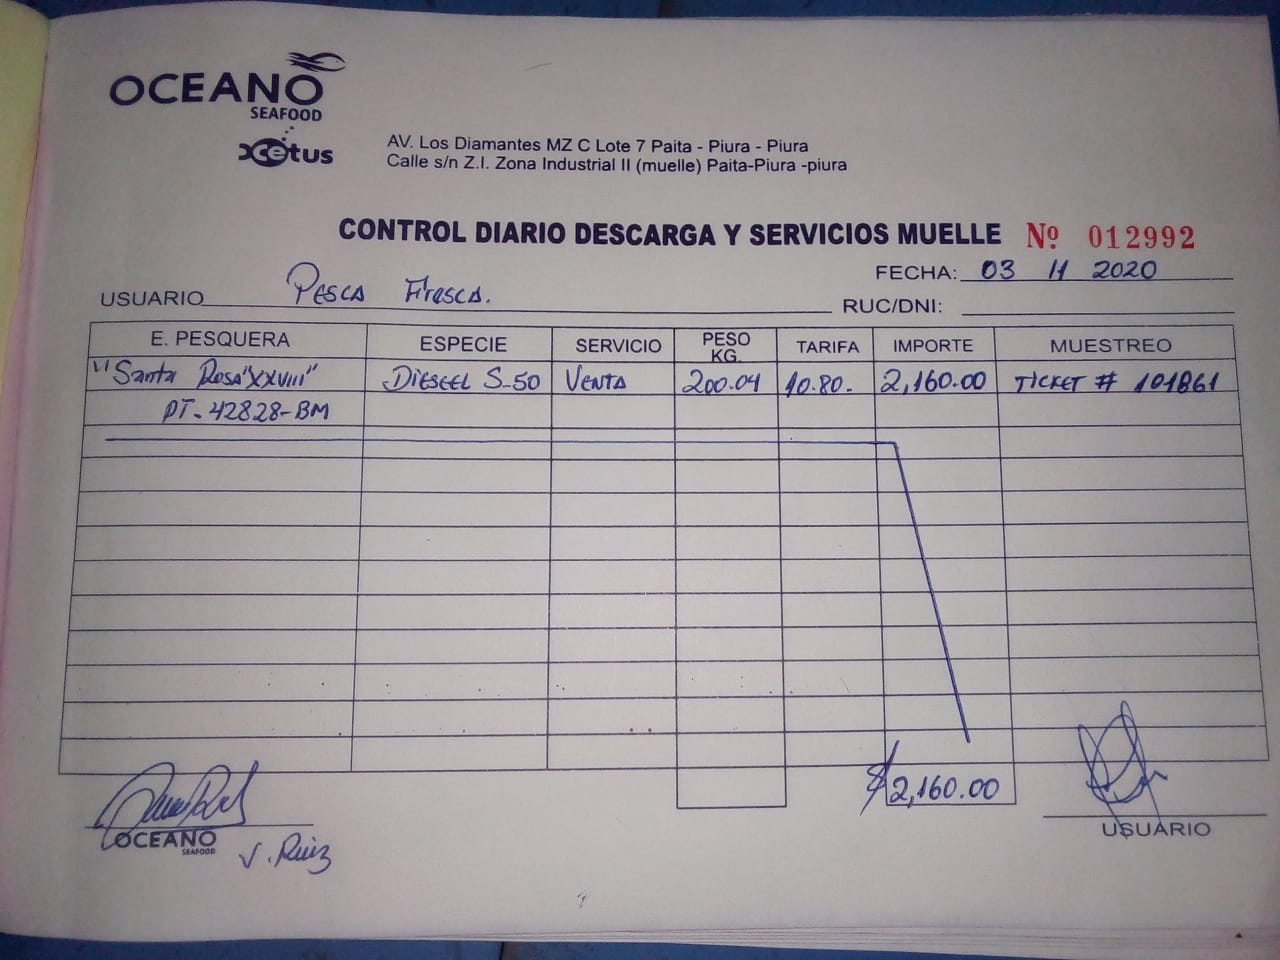 OCEANO
SEAFOOD
xcetus
AV. Los Diamantes MZ C Lote 7 Paita - Piura - Piura
Calle s/n Z.I. Zona Industrial II (muelle) Paita-Piura -piura
CONTROL DIARIO DESCARGA Y SERVICIOS MUELLE Nº 012992
FECHA: 03 11 2020
USUARIO Pesca Fresca. RUC/DNI:
E. PESQUERA ESPECIE SERVICIO PESO KG. TARIFA IMPORTE MUESTREO
"Santa Rosa XXVIII" DIESEL S-50 VENTA 200.04 10.80. 2,160.00 TICKET # 101861
PT-42828-BM
$ 2,160.00
OCEANO
SEAFOOD
V. Ruiz
USUARIO